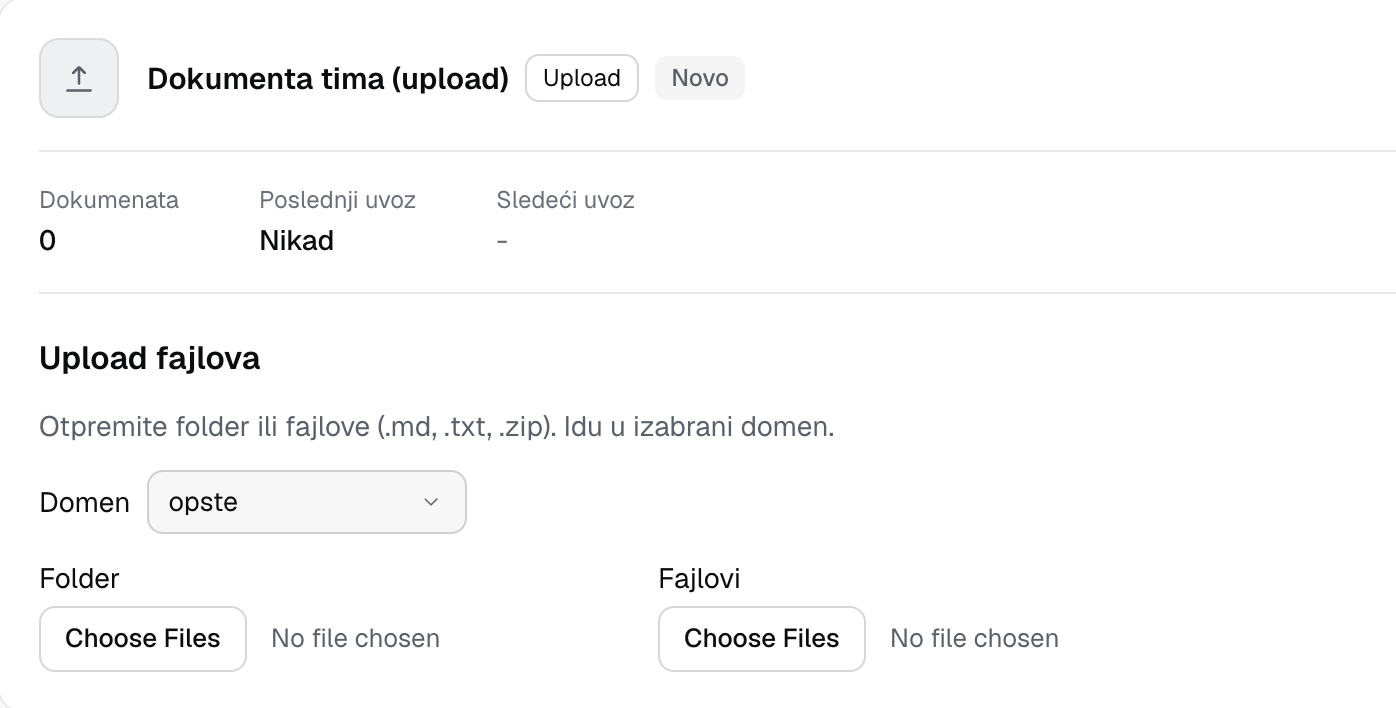 Dokumenta tima (upload) Upload Novo
Dokumenata Poslednji uvoz Sledeći uvoz
0 Nikad -
Upload fajlova
Otpremite folder ili fajlove (.md, .txt, .zip). Idu u izabrani domen.
Domen opste
Folder Fajlovi
Choose Files No file chosen Choose Files No file chosen